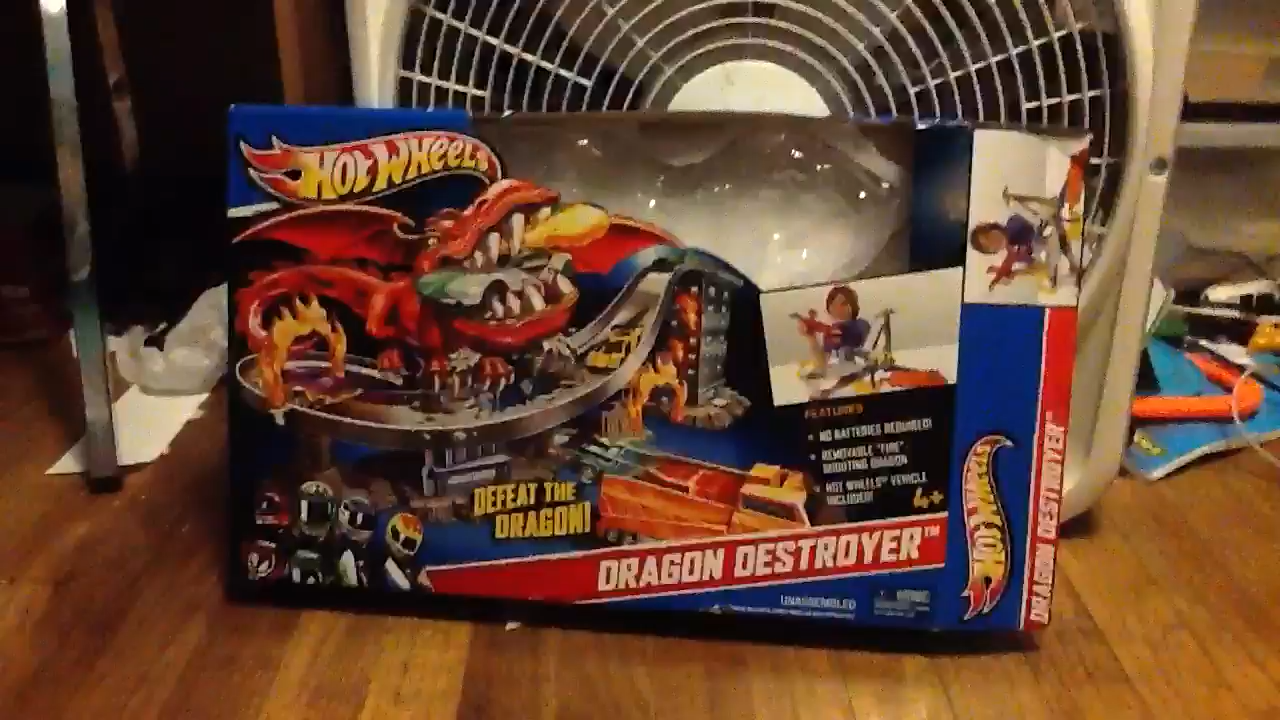 HOT WHEELS
FEATURES
• NO BATTERIES REQUIRED!
• REMOVABLE "FIRE"
SHOOTING DRAGON
• HOT WHEELS® VEHICLE
INCLUDED!
4+
DEFEAT THE
DRAGON!
DRAGON DESTROYER™
UNASSEMBLED
HOT WHEELS
DRAGON DESTROYER™